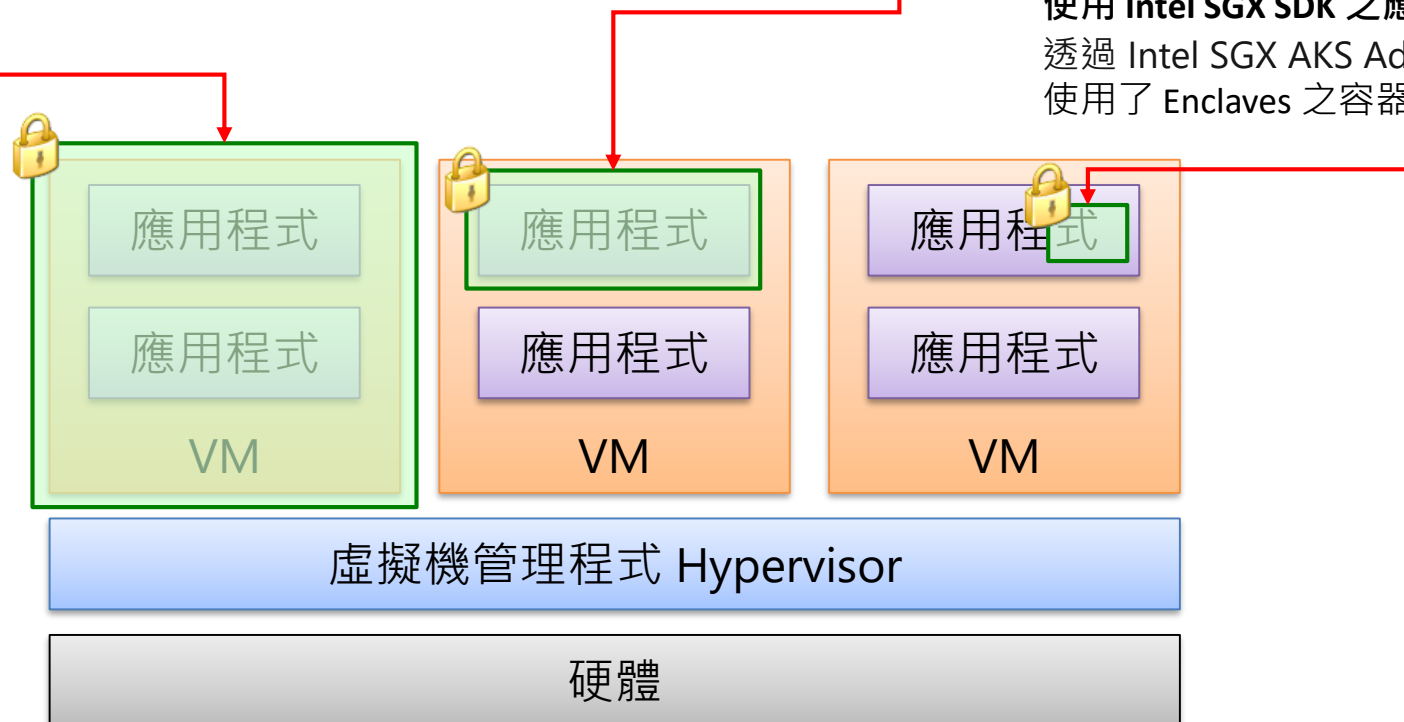 使用 Intel SGX SDK 之應
透過 Intel SGX AKS Ad
使用了 Enclaves 之容器
應用程式
應用程式
應用程式
應用程式
應用程式
應用程式
VM
VM
VM
虛擬機管理程式 Hypervisor
硬體